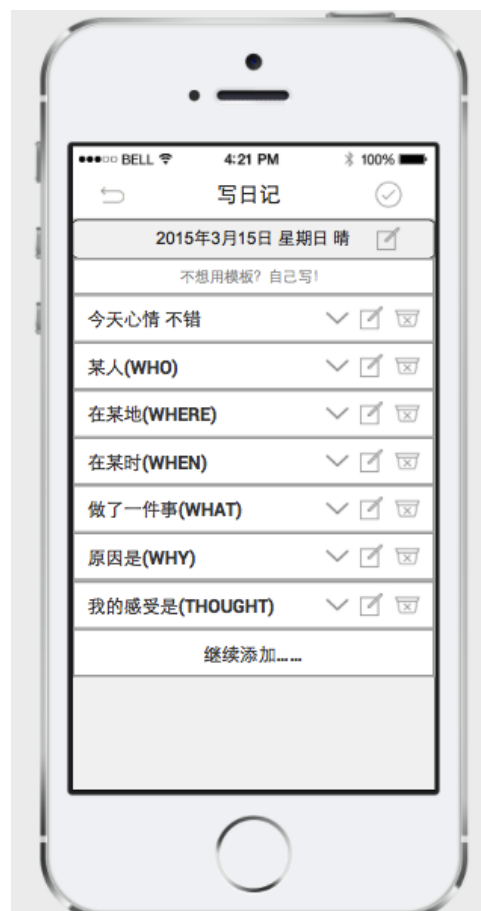 BELL 4:21 PM 100%
写日记
2015年3月15日 星期日 晴
不想用模板？自己写！
今天心情 不错
某人(WHO)
在某地(WHERE)
在某时(WHEN)
做了一件事(WHAT)
原因是(WHY)
我的感受是(THOUGHT)
继续添加……